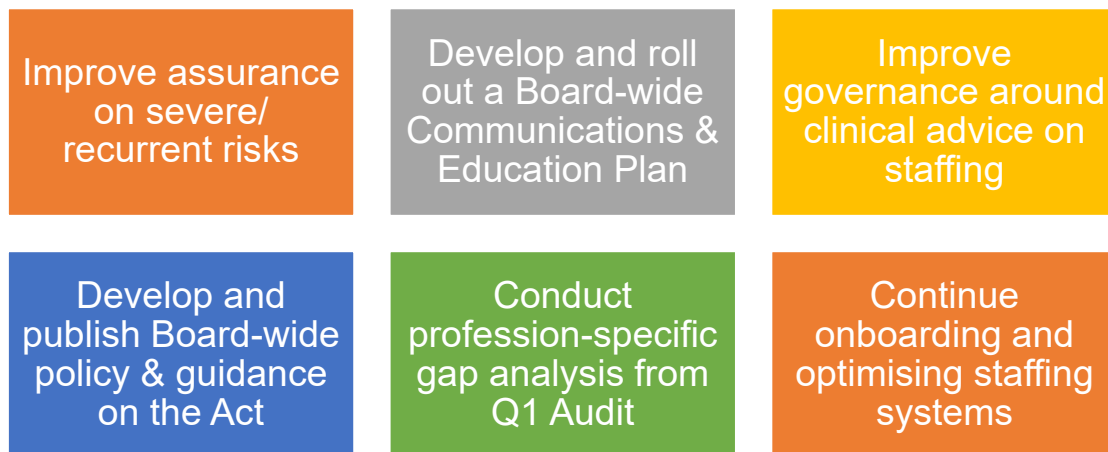 Improve assurance
on severe/
recurrent risks
Develop and roll
out a Board-wide
Communications &
Education Plan
Improve
governance around
clinical advice on
staffing
Develop and
publish Board-wide
policy & guidance
on the Act
Conduct
profession-specific
gap analysis from
Q1 Audit
Continue
onboarding and
optimising staffing
systems